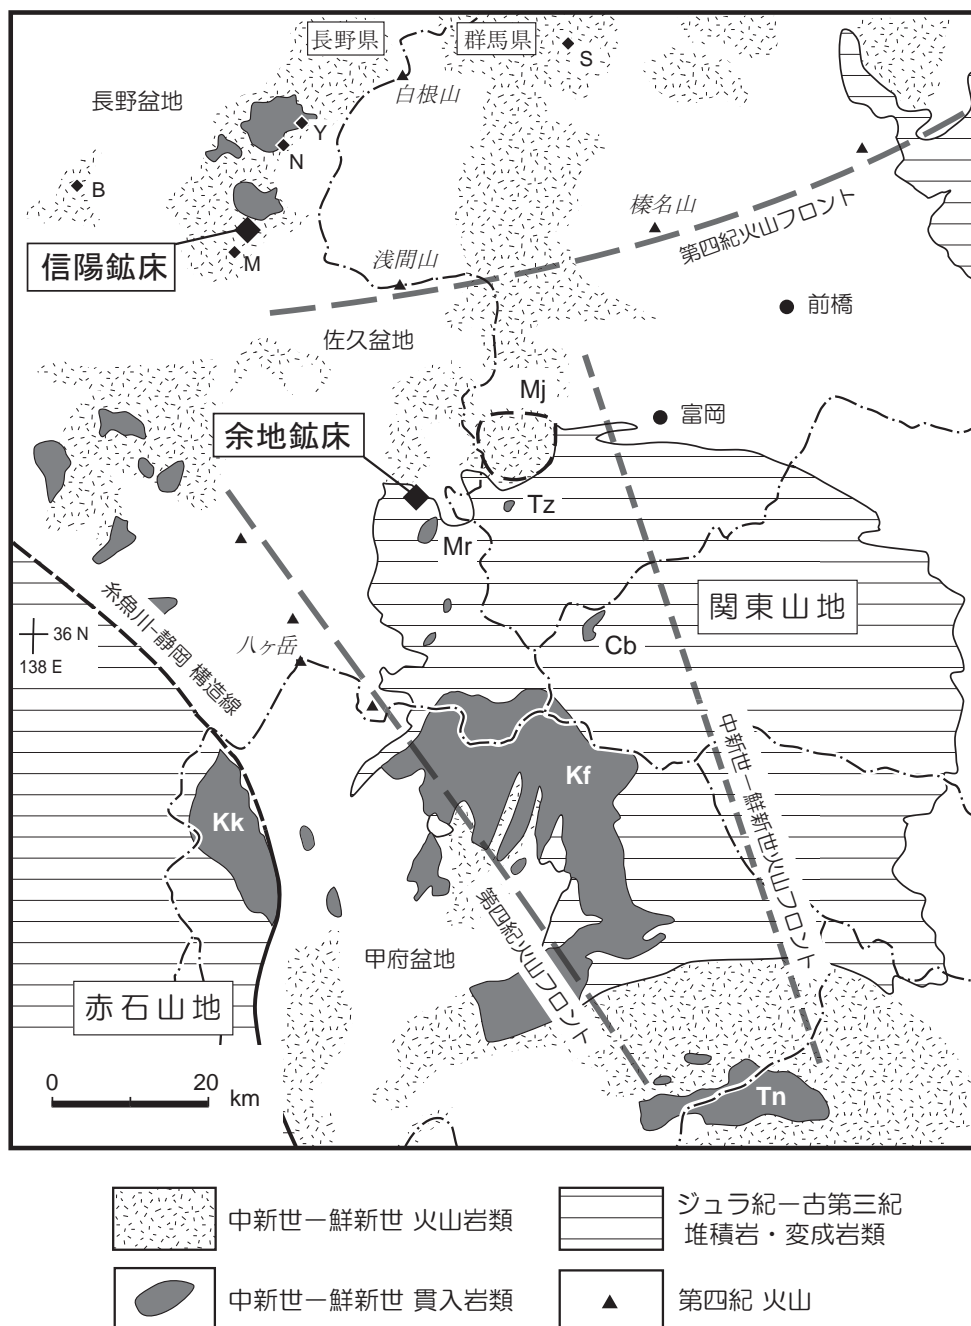 長野県
群馬県
S
白根山
長野盆地
Y
N
B
榛名山
第四紀火山フロント
信陽鉱床
M
浅間山
前橋
佐久盆地
Mj
富岡
余地鉱床
Tz
Mr
関東山地
糸魚川-静岡 構造線
36 N
138 E
八ヶ岳
Cb
中新世ー鮮新世火山フロント
Kf
Kk
第四紀火山フロント
甲府盆地
赤石山地
0 20
km
Tn
中新世ー鮮新世 火山岩類
ジュラ紀ー古第三紀
堆積岩・変成岩類
中新世ー鮮新世 貫入岩類
第四紀 火山